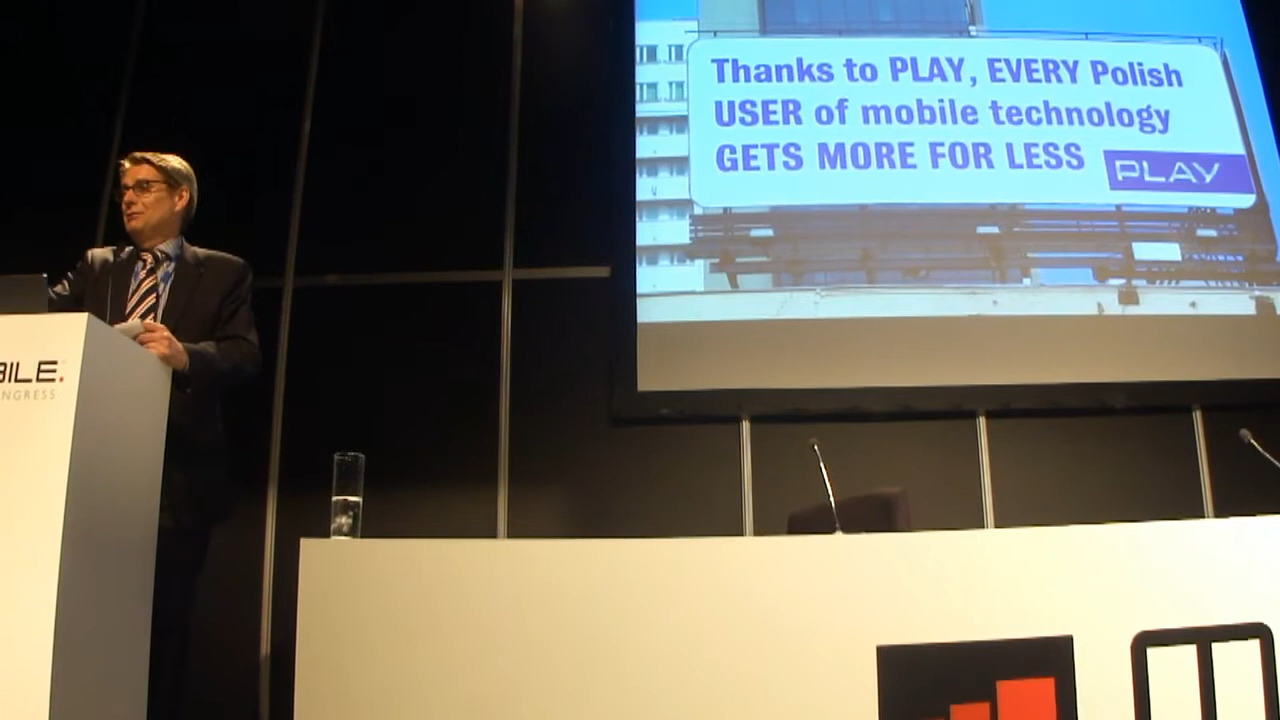 Thanks to PLAY, EVERY Polish
USER of mobile technology
GETS MORE FOR LESS
PLAY
BILE.
NGRESS